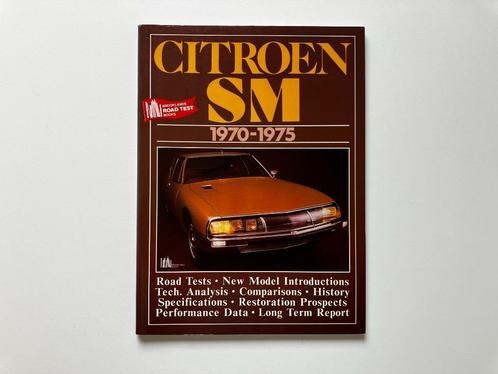 CITROEN
SM
BROOKLANDS
ROAD TEST
BOOKS
1970-1975
Road Tests • New Model Introductions
Tech. Analysis • Comparisons • History
Specifications • Restoration Prospects
Performance Data • Long Term Report